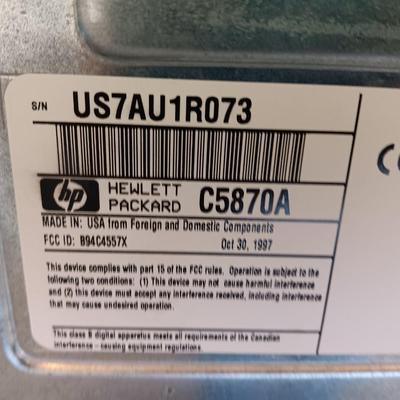 S/N US7AU1R073
hp HEWLETT PACKARD C5870A
MADE IN: USA from Foreign and Domestic Components
FCC ID: B94C4557X Oct 30, 1997
This device complies with part 15 of the FCC rules. Operation is subject to the
following two conditions: (1) This device may not cause harmful interference
and (2) this device must accept any interference received, including interference
that may cause undesired operation.
This class B digital apparatus meets all requirements of the Canadian
interference - causing equipment regulations.